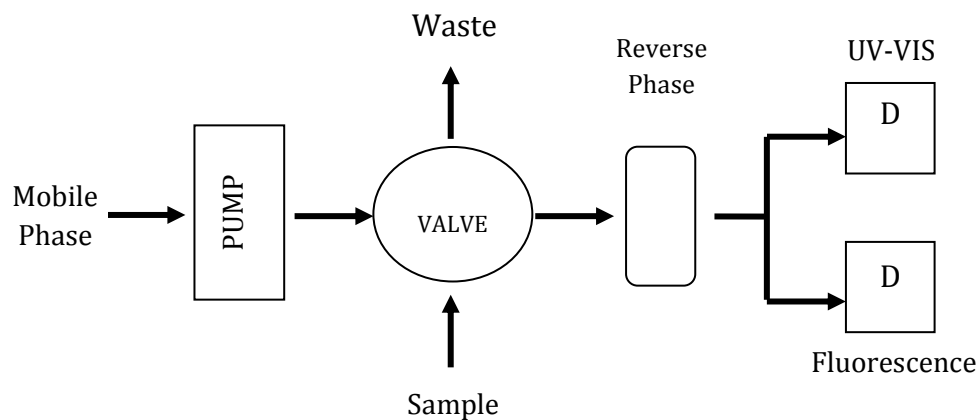 Waste
Reverse
Phase
UV-VIS
D
Mobile
Phase
PUMP
VALVE
D
Fluorescence
Sample